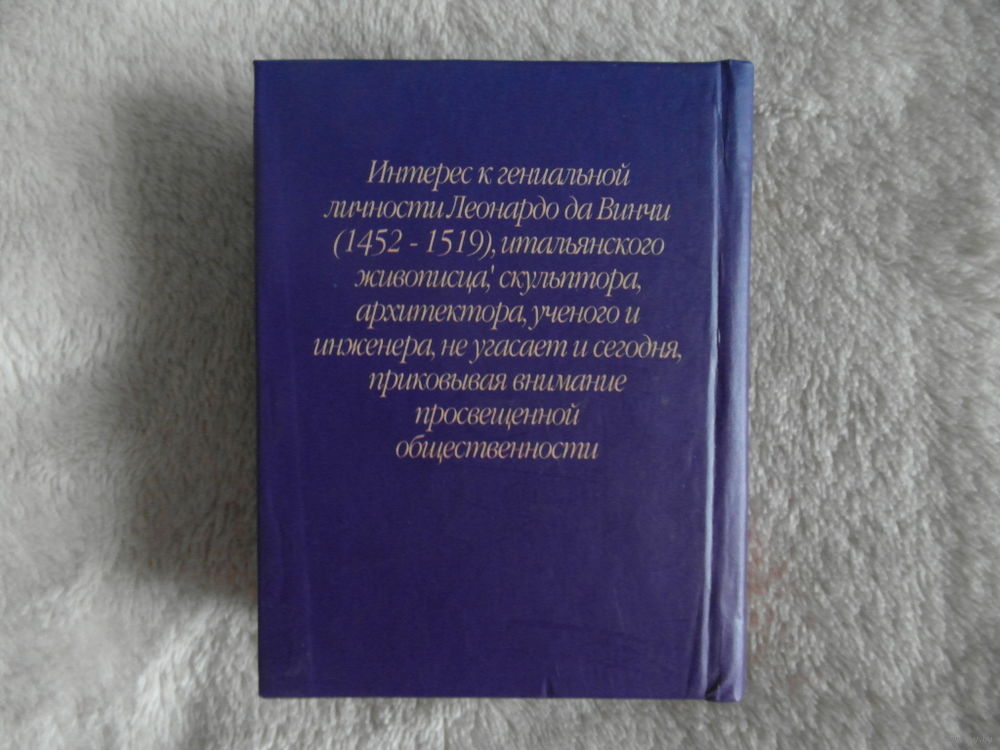 Интерес к гениальной
личности Леонардо да Винчи
(1452 - 1519), итальянского
живописца, скульптора,
архитектора, ученого и
инженера, не угасает и сегодня,
приковывая внимание
просвещенной
общественности